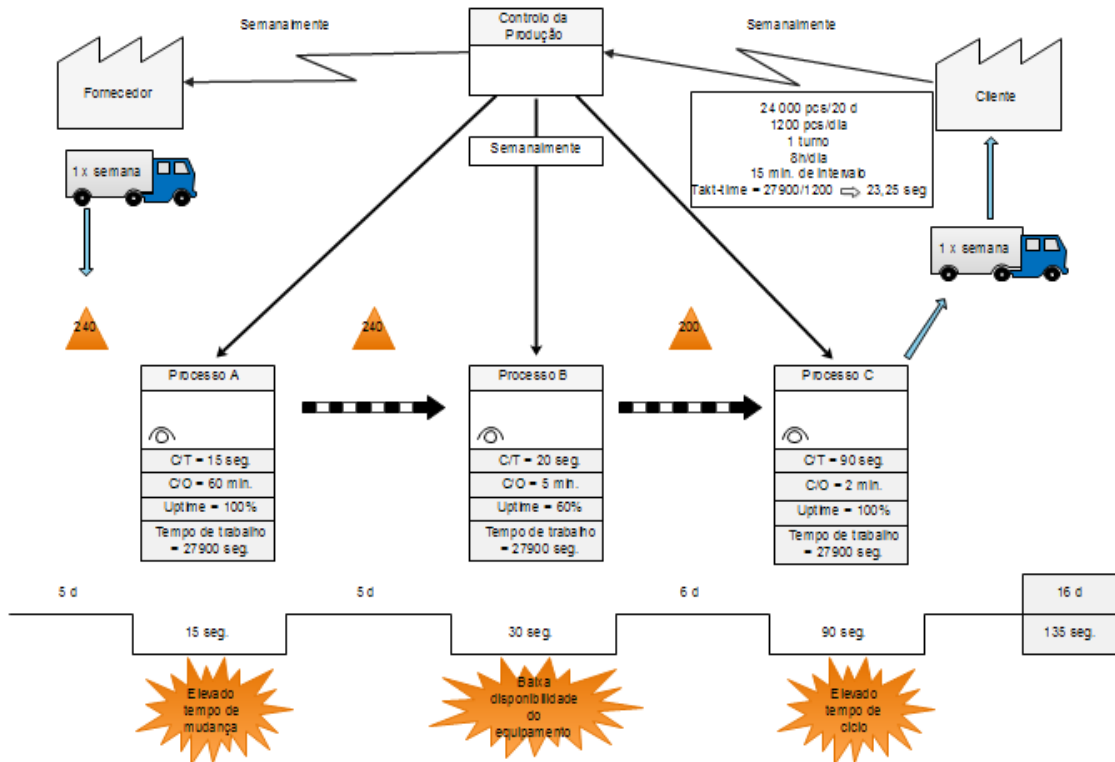 Semanalmente
Controlo da
Produção
Semanalmente
Fornecedor
Cliente
24 000 pcs/20 d
1200 pcs/dia
1 turno
8h/dia
15 min. de intervalo
Takt-time = 27900/1200 ⇨ 23,25 seg
Semanalmente
1 x semana
1 x semana
240
240
200
Processo A
C/T = 15 seg.
C/O = 60 min.
Uptime = 100%
Tempo de trabalho
= 27900 seg.
Processo B
C/T = 20 seg.
C/O = 5 min.
Uptime = 60%
Tempo de trabalho
= 27900 seg.
Processo C
C/T = 90 seg.
C/O = 2 min.
Uptime = 100%
Tempo de trabalho
= 27900 seg.
5 d
5 d
6 d
16 d
15 seg.
30 seg.
90 seg.
135 seg.
Elevado
tempo de
mudança
Baixa
disponibilidade
do
equipamento
Elevado
tempo de
ciclo